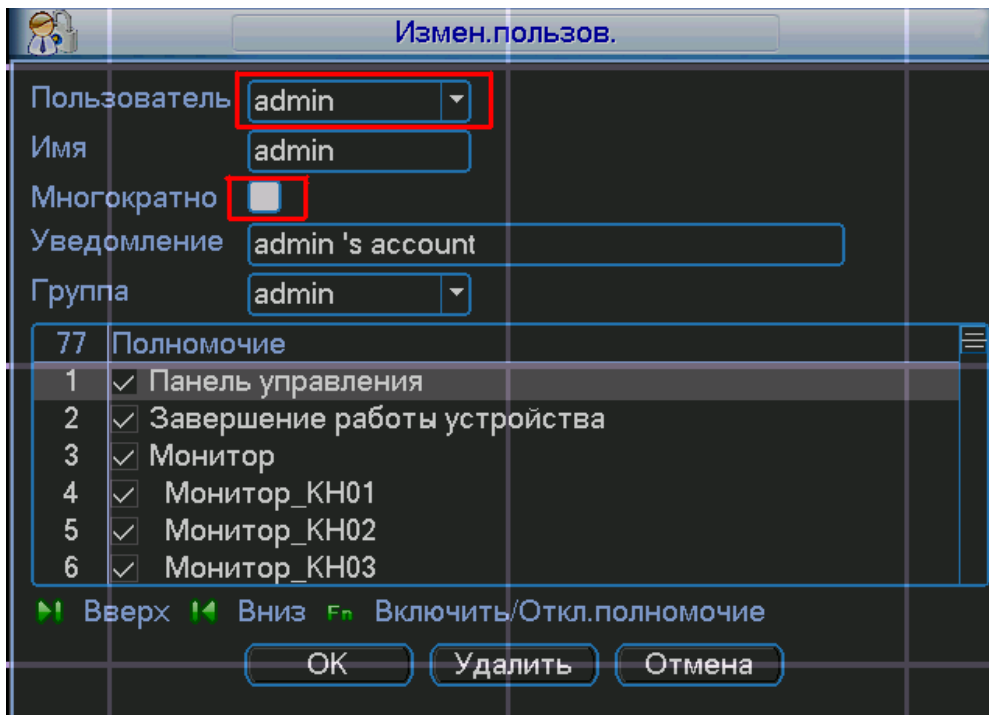 Измен.пользов.
Пользователь admin
Имя admin
Многократно
Уведомление admin 's account
Группа admin
77 Полномочие
1 Панель управления
2 Завершение работы устройства
3 Монитор
4 Монитор_КН01
5 Монитор_КН02
6 Монитор_КН03
Вверх Вниз Fn Включить/Откл.полномочие
OK Удалить Отмена